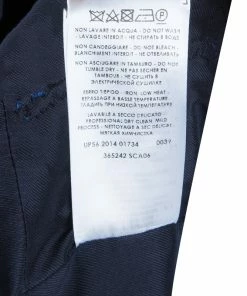 NON LAVARE IN ACQUA - DO NOT WASH
- LAVAGE INTERDIT - НЕ СТИРАТЬ В ВОДЕ
NON CANDEGGIARE - DO NOT BLEACH -
BLANCHIMENT INTERDIT - НЕ
ОТБЕЛИВАТЬ
NON ASCIUGARE IN TAMBURO - DO NOT
TUMBLE DRY - NE PAS SECHER EN
TAMBOUR - НЕ СУШИТЬ В
ЭЛЕКТРИЧЕСКОЙ СУШИЛКЕ
FERRO TIEPIDO - IRON, LOW HEAT -
REPASSAGE A BASSE TEMPERATURE -
ГЛАДИТЬ ПРИ НИЗКОЙ ТЕМПЕРАТУРЕ
LAVABILE A SECCO DELICATO -
PROFESSIONAL DRY CLEAN, MILD
PROCESS - NETTOYAGE A SEC DELICAT -
МЯГКАЯ ХИМЧИСТКА
UP56 2014 01734 0039
365242 SCA06